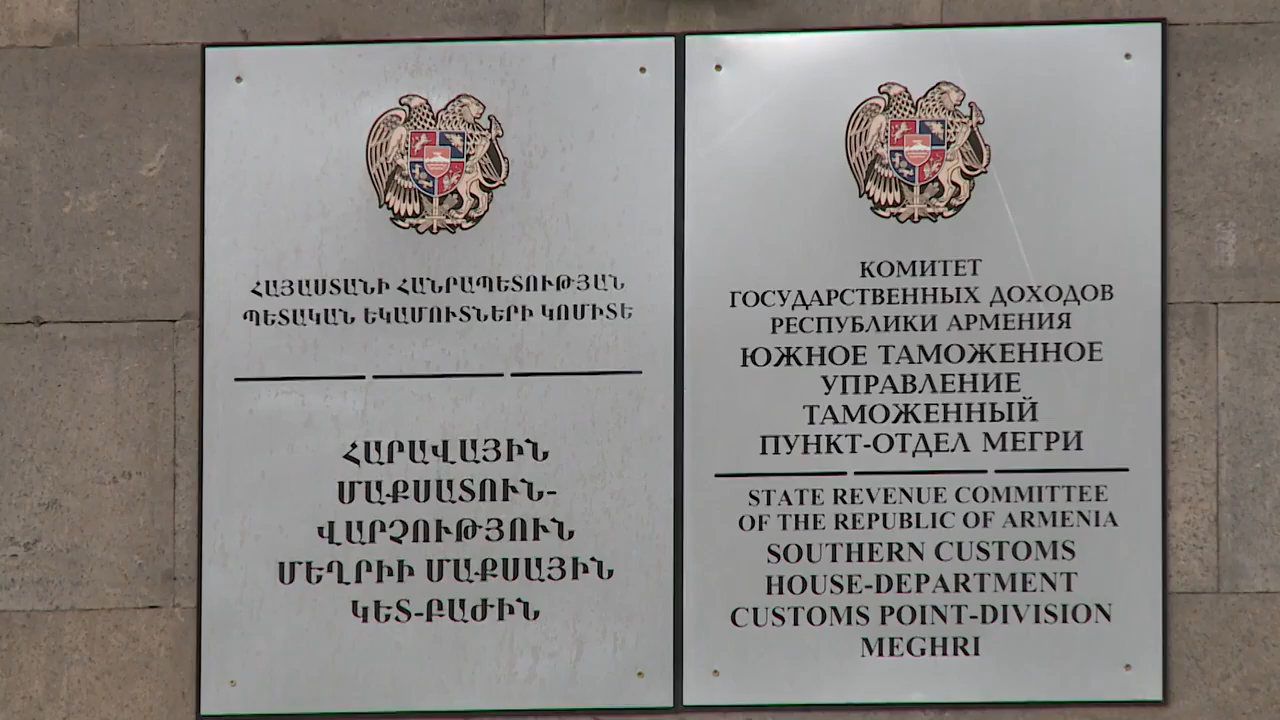 ՀԱՅԱՍՏԱՆԻ ՀԱՆՐԱՊԵՏՈՒԹՅԱՆ
ՊԵՏԱԿԱՆ ԵԿԱՄՈՒՏՆԵՐԻ ԿՈՄԻՏԵ
ՀԱՐԱՎԱՅԻՆ
ՄԱՔՍԱՏՈՒՆ-
ՎԱՐՉՈՒԹՅՈՒՆ
ՄԵՂՐԻԻ ՄԱՔՍԱՅԻՆ
ԿԵՏ-ԲԱԺԻՆ
КОМИТЕТ
ГОСУДАРСТВЕННЫХ ДОХОДОВ
РЕСПУБЛИКИ АРМЕНИЯ
ЮЖНОЕ ТАМОЖЕННОЕ
УПРАВЛЕНИЕ
ТАМОЖЕННЫЙ
ПУНКТ-ОТДЕЛ МЕГРИ
STATE REVENUE COMMITTEE
OF THE REPUBLIC OF ARMENIA
SOUTHERN CUSTOMS
HOUSE-DEPARTMENT
CUSTOMS POINT-DIVISION
MEGHRI